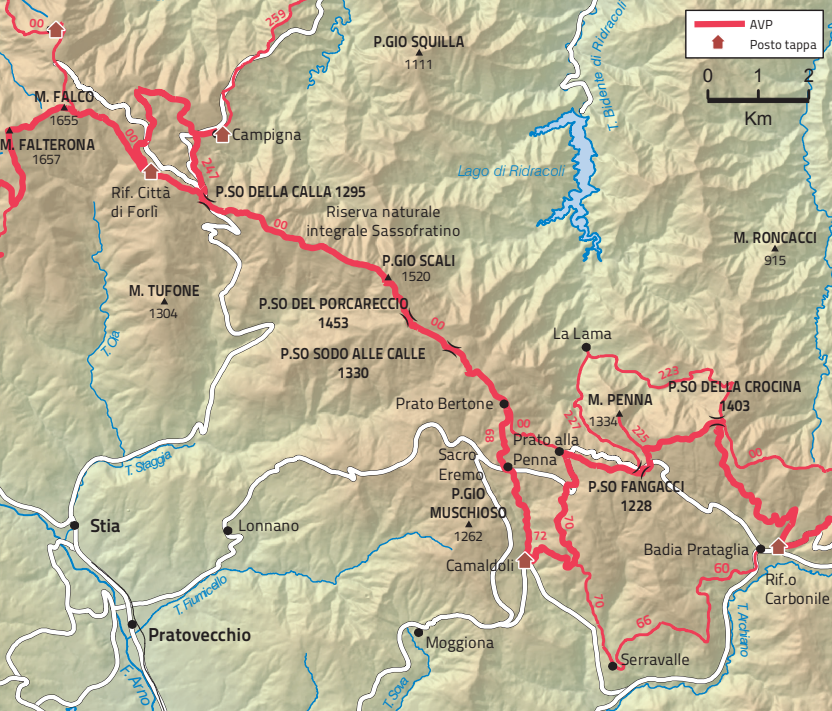 00
259
P.GIO SQUILLA
1111
T. Bidente di Ridracoli
AVP
Posto tappa
0 1 2
Km
M. FALCO
1655
M. FALTERONA
1657
00
Campigna
247
Rif. Città
di Forlì
P.SO DELLA CALLA 1295
Lago di Ridracoli
Riserva naturale
integrale Sassofratino
00
M. RONCACCI
915
P.GIO SCALI
1520
M. TUFONE
1304
P.SO DEL PORCARECCIO
1453
00
T. Oia
P.SO SODO ALLE CALLE
1330
La Lama
223
P.SO DELLA CROCINA
1403
M. PENNA
1334
Prato Bertone
00
227
225
68
Prato alla
Penna
Sacro
Eremo
00
T. Staggia
P.SO FANGACCI
1228
P.GIO
MUSCHIOSO
1262
Stia
Lonnano
70
72
Badia Prataglia
Camaldoli
60
Rif.o
Carbonile
T. Fiumicello
70
66
T. Archiano
Pratovecchio
Moggiona
Serravalle
F. Arno
T. Sova